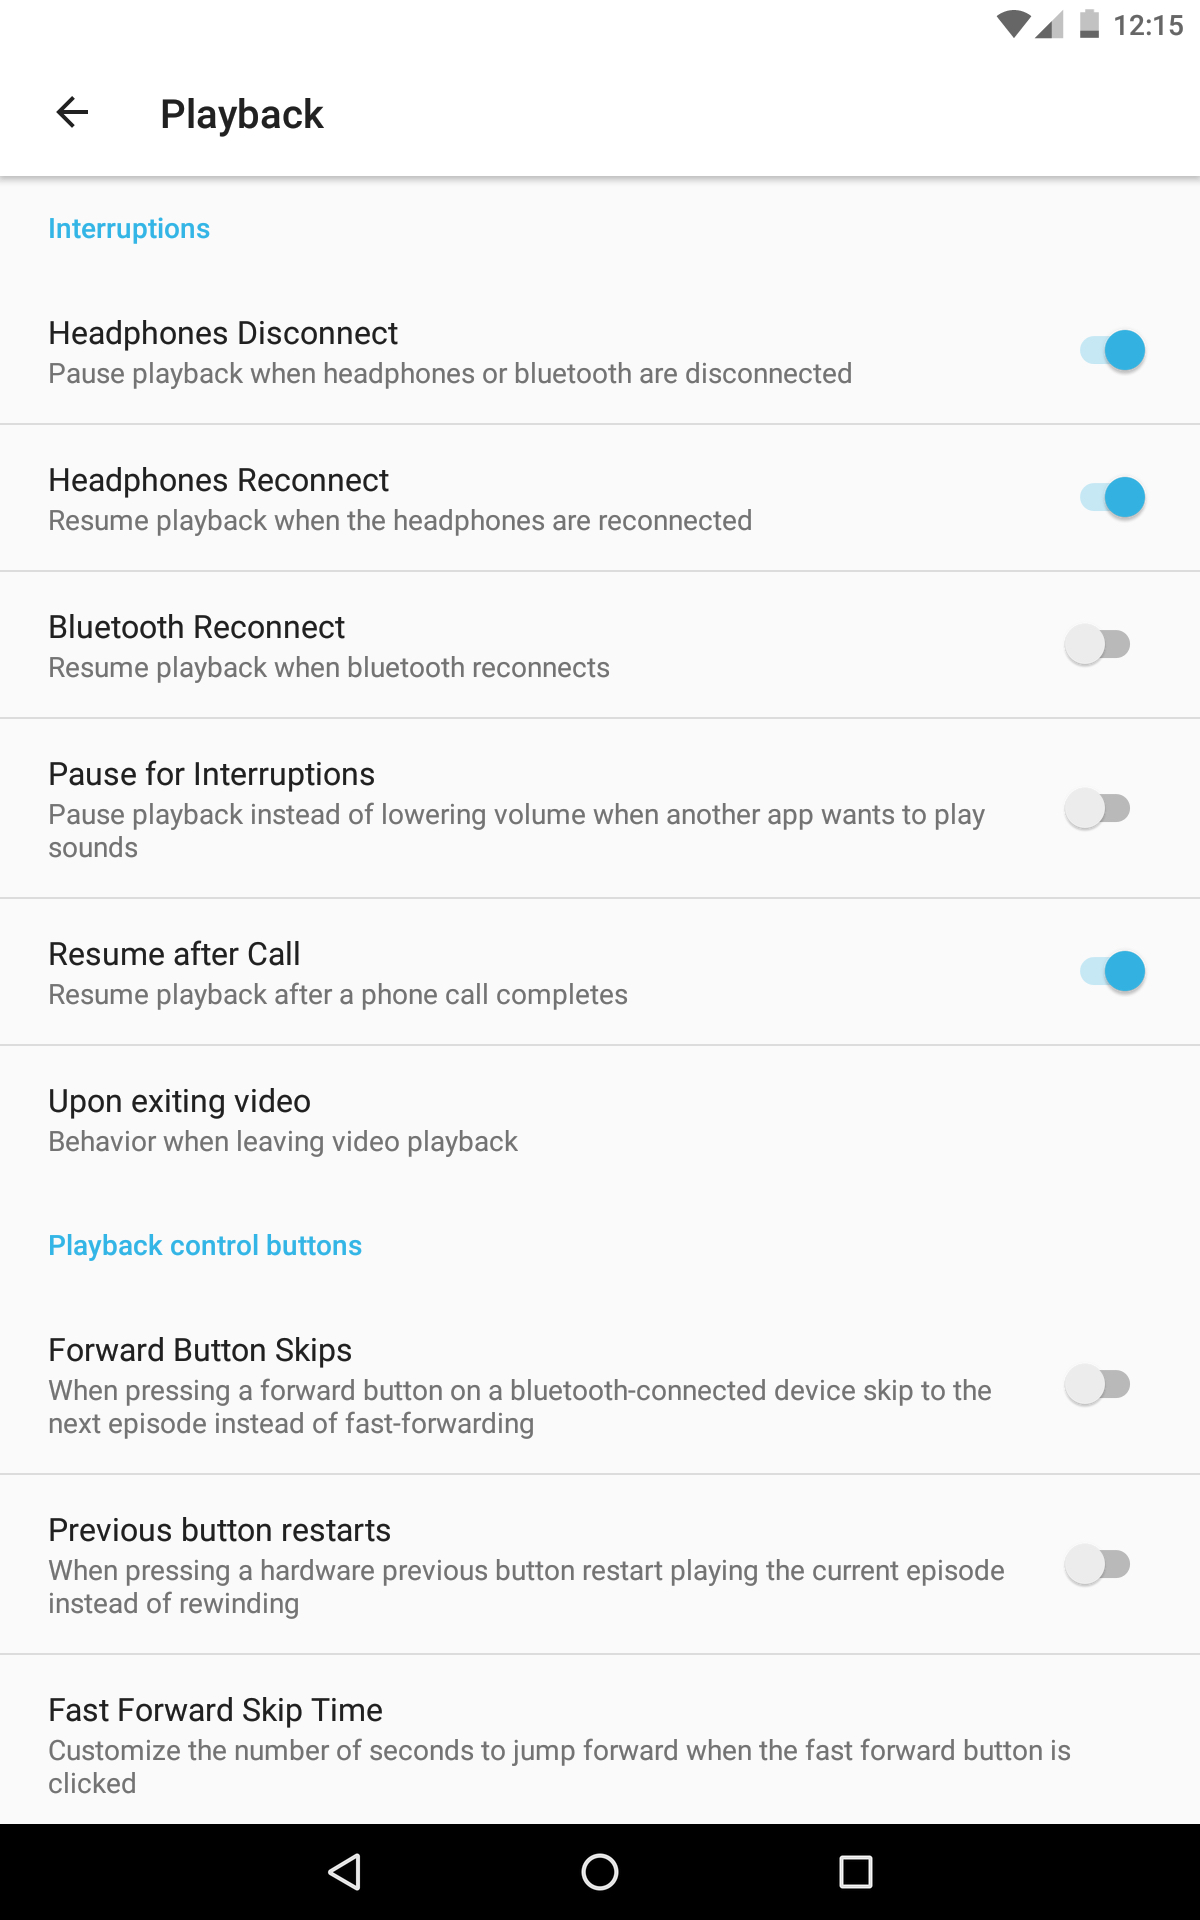 12:15
Playback
Interruptions
Headphones Disconnect
Pause playback when headphones or bluetooth are disconnected
Headphones Reconnect
Resume playback when the headphones are reconnected
Bluetooth Reconnect
Resume playback when bluetooth reconnects
Pause for Interruptions
Pause playback instead of lowering volume when another app wants to play
sounds
Resume after Call
Resume playback after a phone call completes
Upon exiting video
Behavior when leaving video playback
Playback control buttons
Forward Button Skips
When pressing a forward button on a bluetooth-connected device skip to the
next episode instead of fast-forwarding
Previous button restarts
When pressing a hardware previous button restart playing the current episode
instead of rewinding
Fast Forward Skip Time
Customize the number of seconds to jump forward when the fast forward button is
clicked